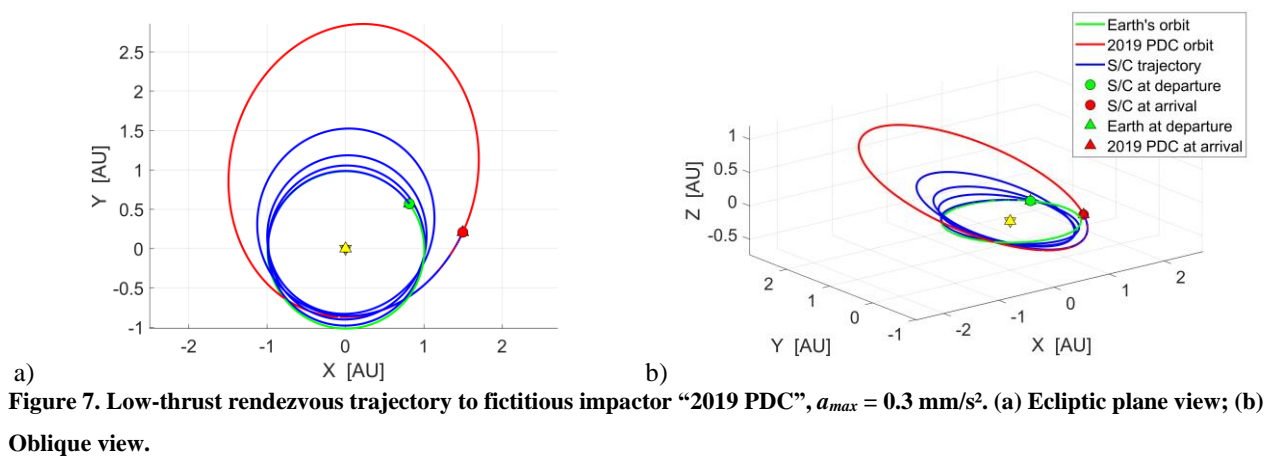 2.5
2
1.5
1
0.5
0
-0.5
-1
Y [AU]
-2
-1
0
1
2
X [AU]
a)
Earth's orbit
2019 PDC orbit
S/C trajectory
S/C at departure
S/C at arrival
Earth at departure
2019 PDC at arrival
1
0.5
0
-0.5
Z [AU]
2
1
0
-1
Y [AU]
-2
-1
0
1
2
X [AU]
b)
Figure 7. Low-thrust rendezvous trajectory to fictitious impactor “2019 PDC”, amax = 0.3 mm/s². (a) Ecliptic plane view; (b)
Oblique view.